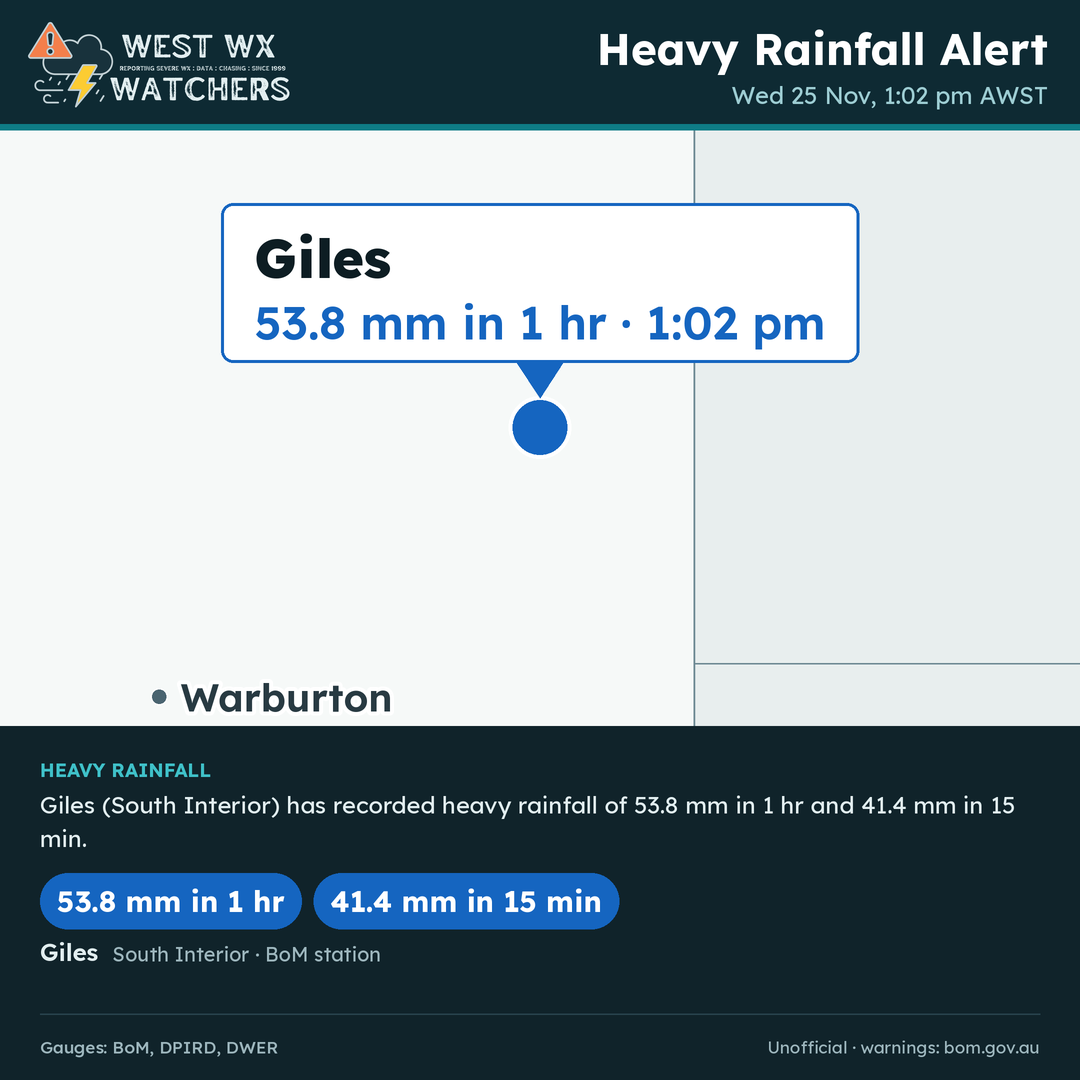 WEST WX
REPORTING SEVERE WX : DATA : CHASING : SINCE 1999
WATCHERS
Heavy Rainfall Alert
Wed 25 Nov, 1:02 pm AWST
Giles
53.8 mm in 1 hr · 1:02 pm
Warburton
HEAVY RAINFALL
Giles (South Interior) has recorded heavy rainfall of 53.8 mm in 1 hr and 41.4 mm in 15
min.
53.8 mm in 1 hr
41.4 mm in 15 min
Giles South Interior · BoM station
Gauges: BoM, DPIRD, DWER
Unofficial · warnings: bom.gov.au